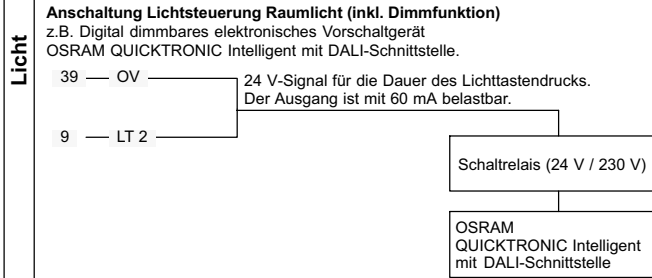 Licht
Anschaltung Lichtsteuerung Raumlicht (inkl. Dimmfunktion)
z.B. Digital dimmbares elektronisches Vorschaltgerät
OSRAM QUICKTRONIC Intelligent mit DALI-Schnittstelle.
39 — OV
24 V-Signal für die Dauer des Lichttastendrucks.
Der Ausgang ist mit 60 mA belastbar.
9 — LT 2
Schaltrelais (24 V / 230 V)
OSRAM
QUICKTRONIC Intelligent
mit DALI-Schnittstelle